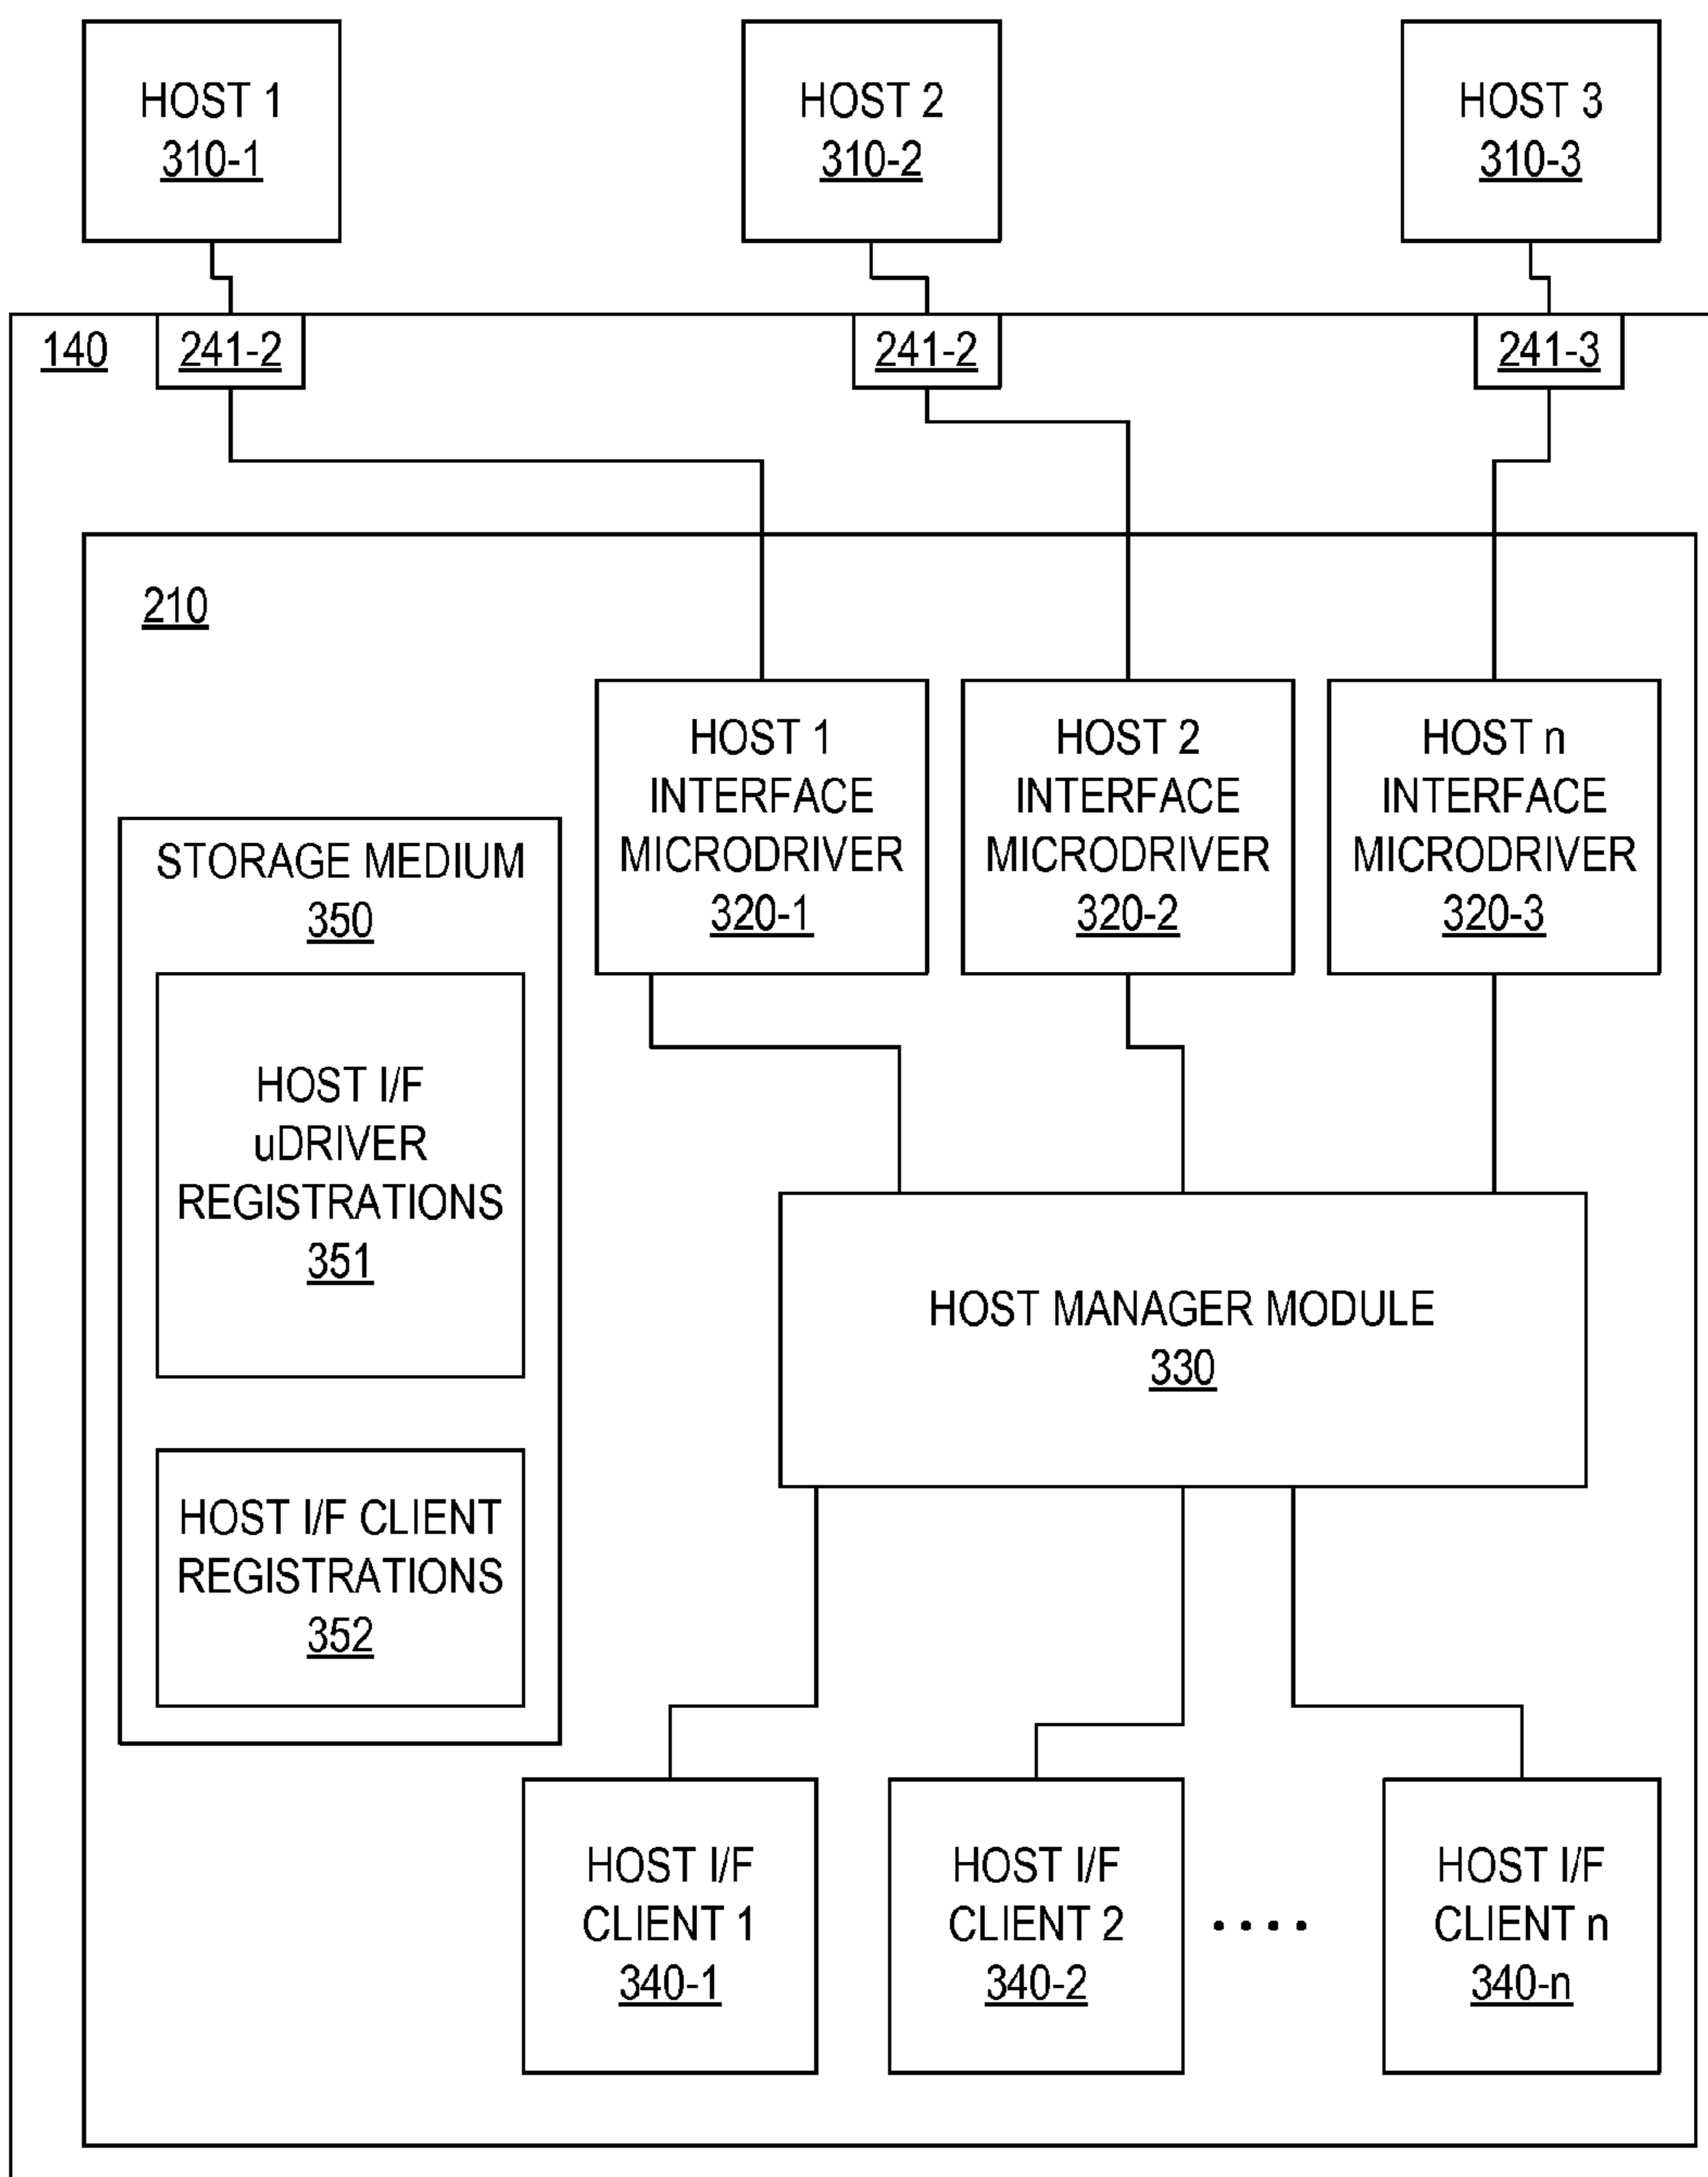 HOST 1
310-1
HOST 2
310-2
HOST 3
310-3
140
241-2
241-2
241-3
210
HOST 1
INTERFACE
MICRODRIVER
320-1
HOST 2
INTERFACE
MICRODRIVER
320-2
HOST n
INTERFACE
MICRODRIVER
320-3
STORAGE MEDIUM
350
HOST I/F
uDRIVER
REGISTRATIONS
351
HOST I/F CLIENT
REGISTRATIONS
352
HOST MANAGER MODULE
330
HOST I/F
CLIENT 1
340-1
HOST I/F
CLIENT 2
340-2
....
HOST I/F
CLIENT n
340-n